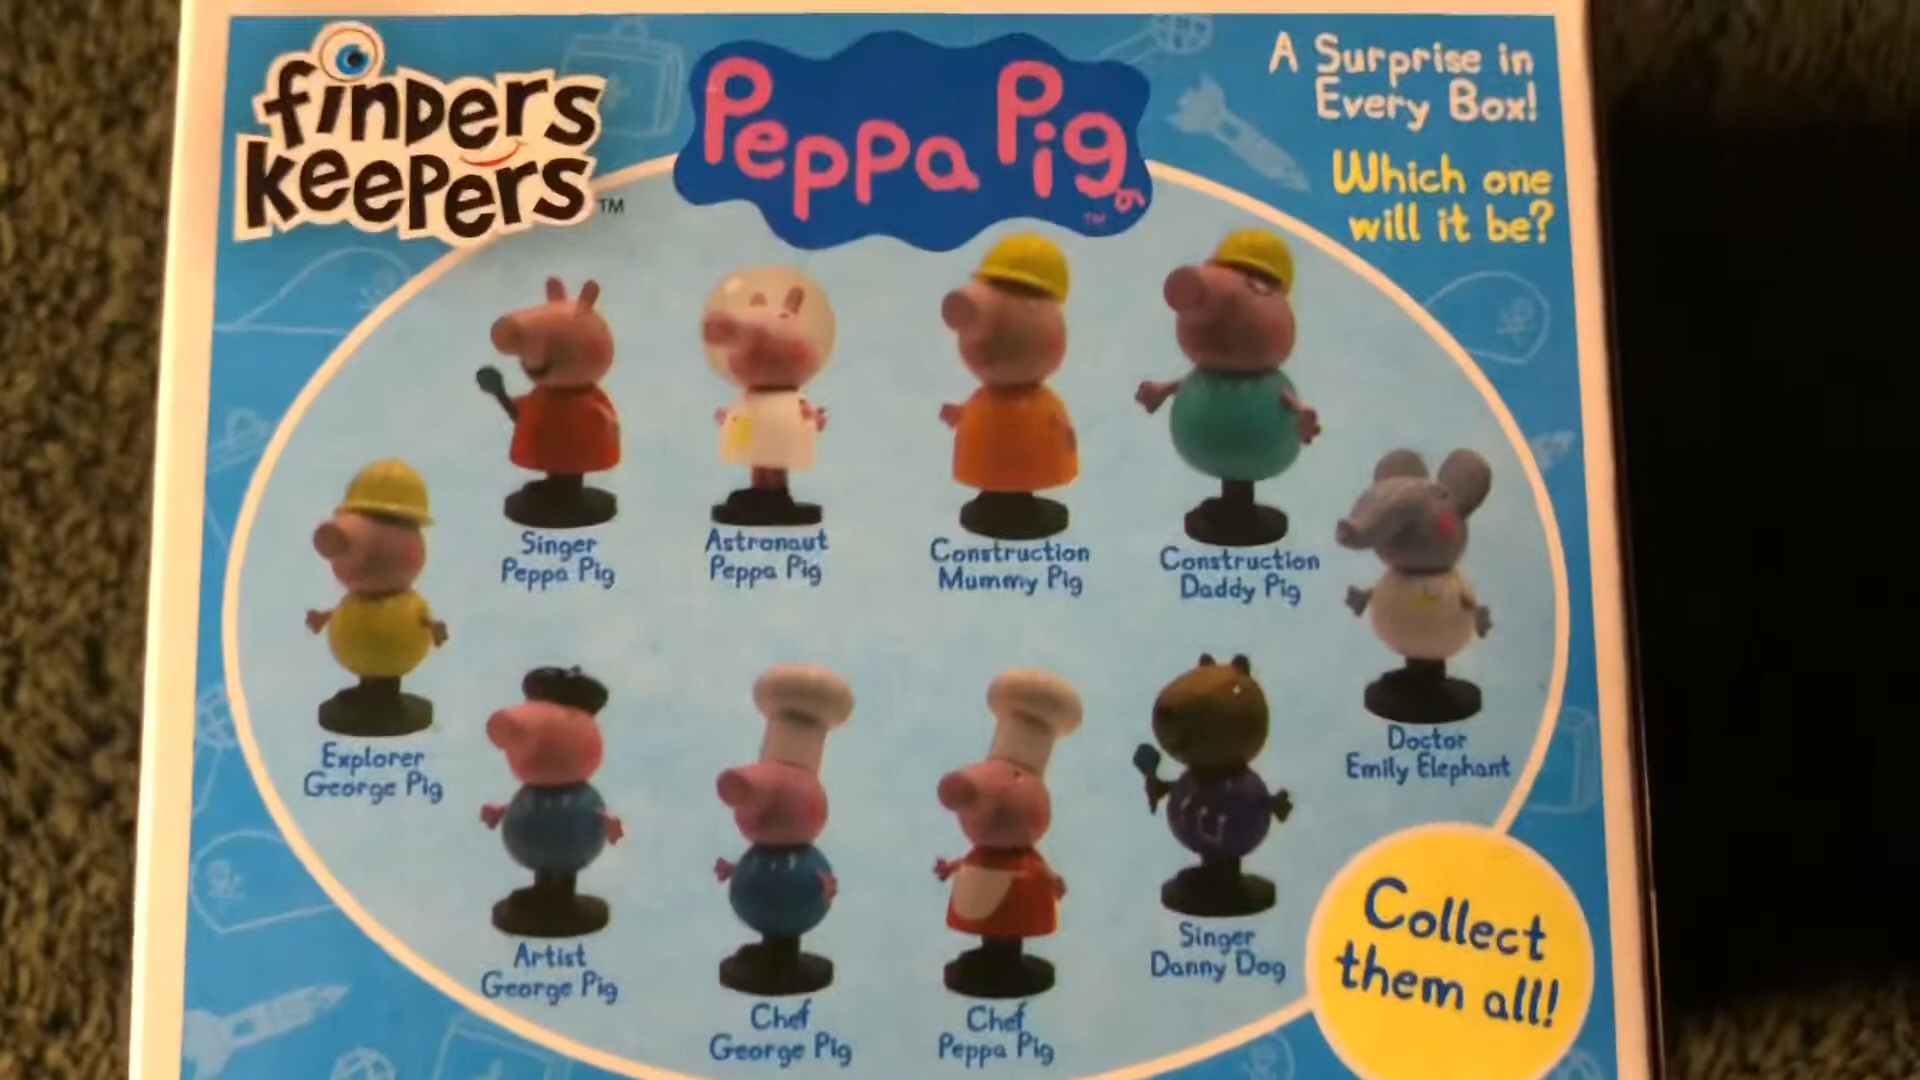 finders
keepers
TM
Peppa Pig
TM
A Surprise in
Every Box!
Which one
will it be?
Singer
Peppa Pig
Astronaut
Peppa Pig
Construction
Mummy Pig
Construction
Daddy Pig
Explorer
George Pig
Doctor
Emily Elephant
Artist
George Pig
Chef
George Pig
Chef
Peppa Pig
Singer
Danny Dog
Collect
them all!